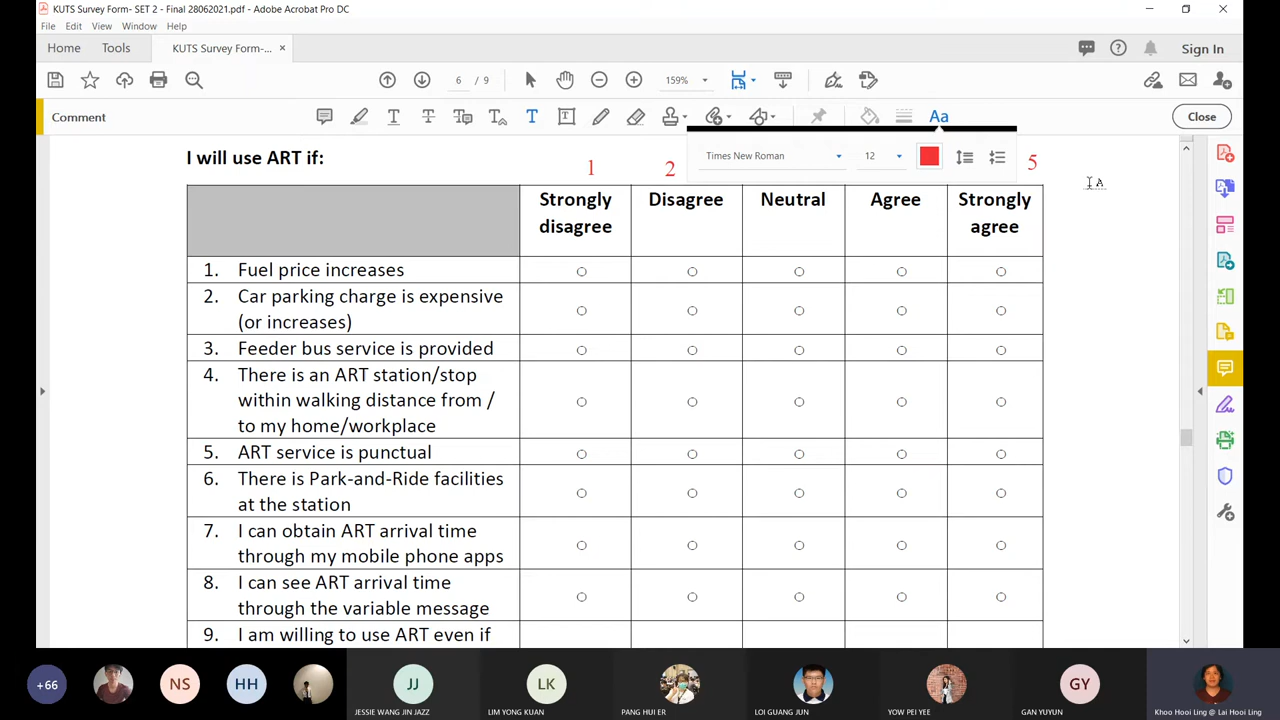 KUTS Survey Form- SET 2 - Final 28062021.pdf - Adobe Acrobat Pro DC
File Edit View Window Help
Home Tools KUTS Survey Form-... × Sign In
6 / 9 159%
Comment Close
Times New Roman 12
I will use ART if:
1 2 5
Strongly disagree Disagree Neutral Agree Strongly agree
1. Fuel price increases
2. Car parking charge is expensive
(or increases)
3. Feeder bus service is provided
4. There is an ART station/stop
within walking distance from /
to my home/workplace
5. ART service is punctual
6. There is Park-and-Ride facilities
at the station
7. I can obtain ART arrival time
through my mobile phone apps
8. I can see ART arrival time
through the variable message
9. I am willing to use ART even if
+66 NS HH JJ LK GY
JESSIE WANG JIN JAZZ LIM YONG KUAN PANG HUI ER LOI GUANG JUN YOW PEI YEE GAN YUYUN Khoo Hooi Ling @ Lai Hooi Ling